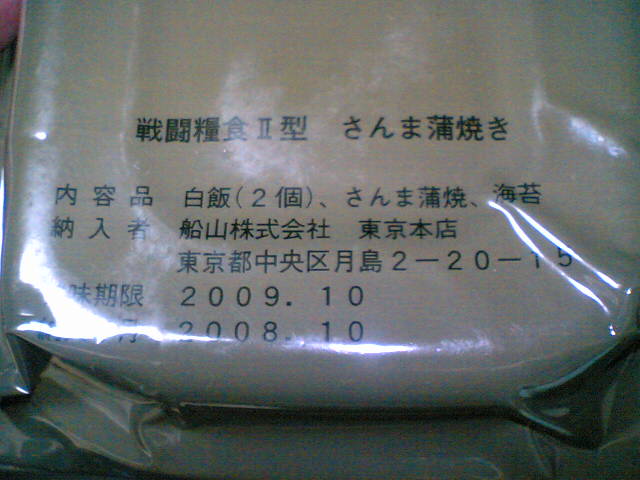 戦闘糧食Ⅱ型 さんま蒲焼き
内容品 白飯(2個)、さんま蒲焼、海苔
納入者 船山株式会社 東京本店
東京都中央区月島2-20-15
味期限 2009.10
月 2008.10